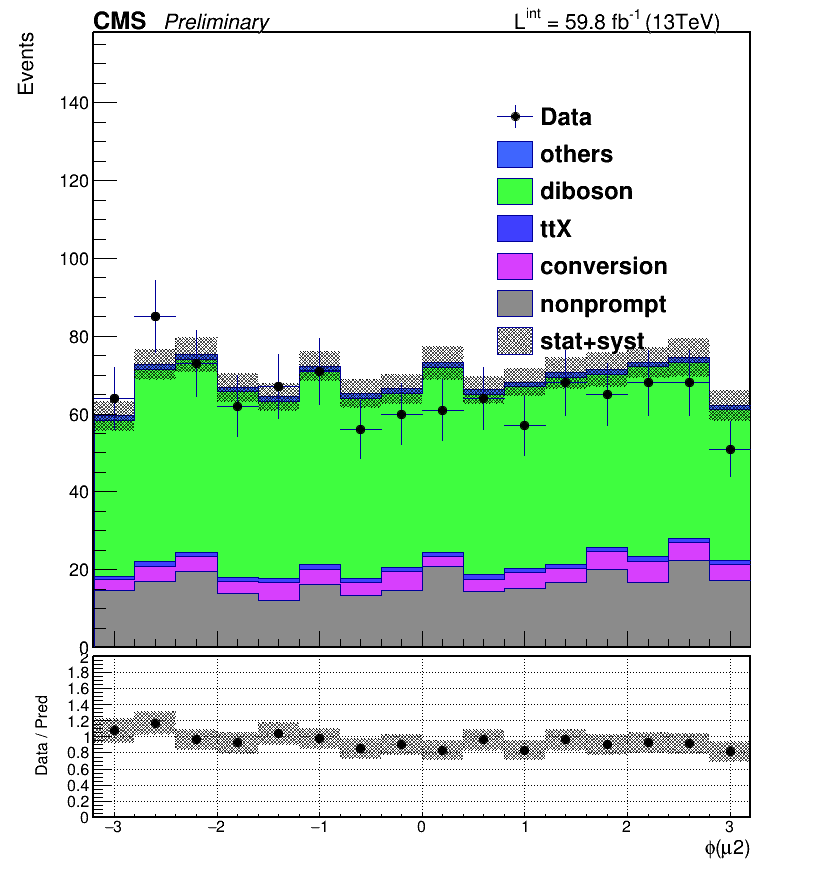 CMS Preliminary L^int = 59.8 fb^-1 (13TeV)
Events
140
120
100
80
60
40
20
0
Data
others
diboson
ttX
conversion
nonprompt
stat+syst
Data / Pred
2
1.8
1.6
1.4
1.2
1
0.8
0.6
0.4
0.2
0
−3 −2 −1 0 1 2 3
ϕ(μ2)